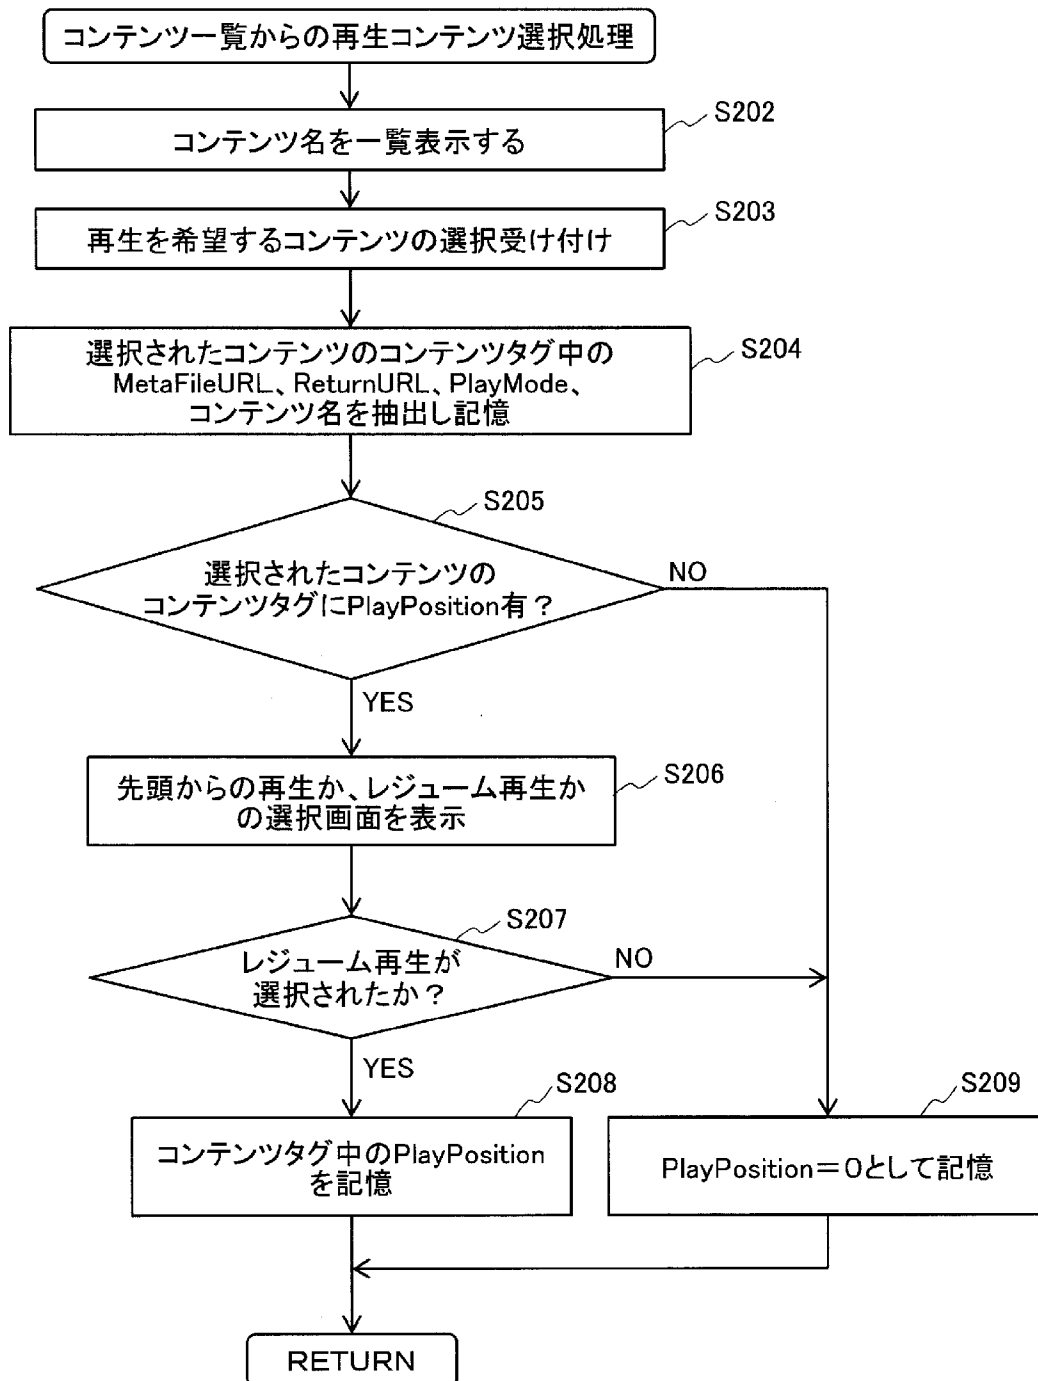 コンテンツ一覧からの再生コンテンツ選択処理
S202
コンテンツ名を一覧表示する
S203
再生を希望するコンテンツの選択受け付け
S204
選択されたコンテンツのコンテンツタグ中の
MetaFileURL、ReturnURL、PlayMode、
コンテンツ名を抽出し記憶
S205
選択されたコンテンツの
コンテンツタグにPlayPosition有？
NO
YES
S206
先頭からの再生か、レジューム再生か
の選択画面を表示
S207
レジューム再生が
選択されたか？
NO
YES
S208
コンテンツタグ中のPlayPosition
を記憶
S209
PlayPosition＝0として記憶
RETURN